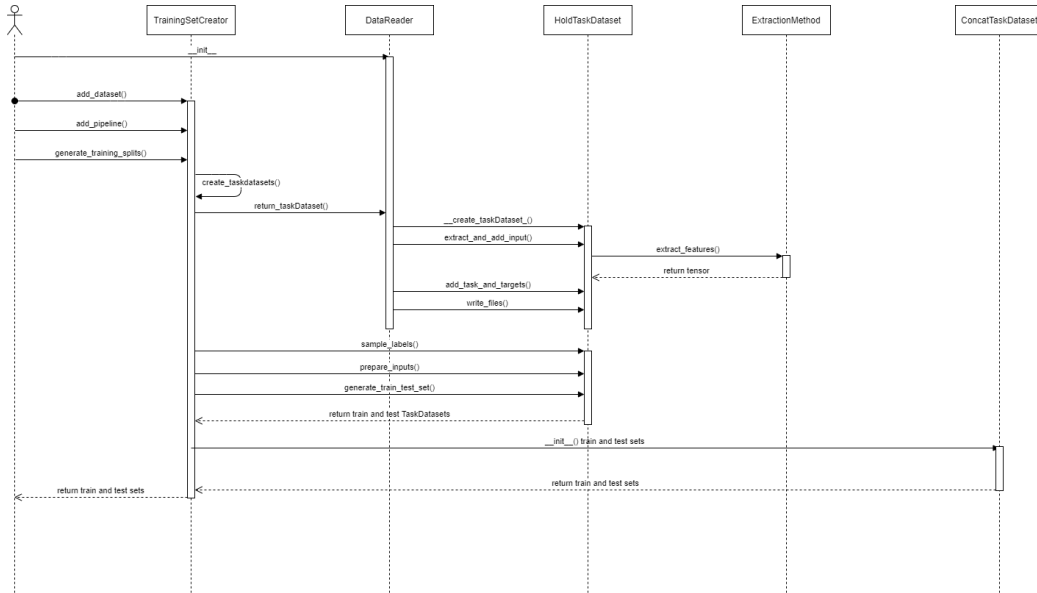 TrainingSetCreator
DataReader
HoldTaskDataset
ExtractionMethod
ConcatTaskDataset
__init__
add_dataset()
add_pipeline()
generate_training_splits()
create_taskdatasets()
return_taskDataset()
__create_taskDataset_()
extract_and_add_input()
extract_features()
return tensor
add_task_and_targets()
write_files()
sample_labels()
prepare_inputs()
generate_train_test_set()
return train and test TaskDatasets
__init__() train and test sets
return train and test sets
return train and test sets